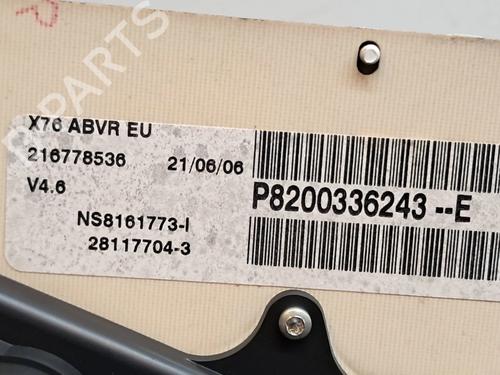 X76 ABVR EU
216778536 21/06/06
V4.6
NS8161773-I
28117704-3
P8200336243--E